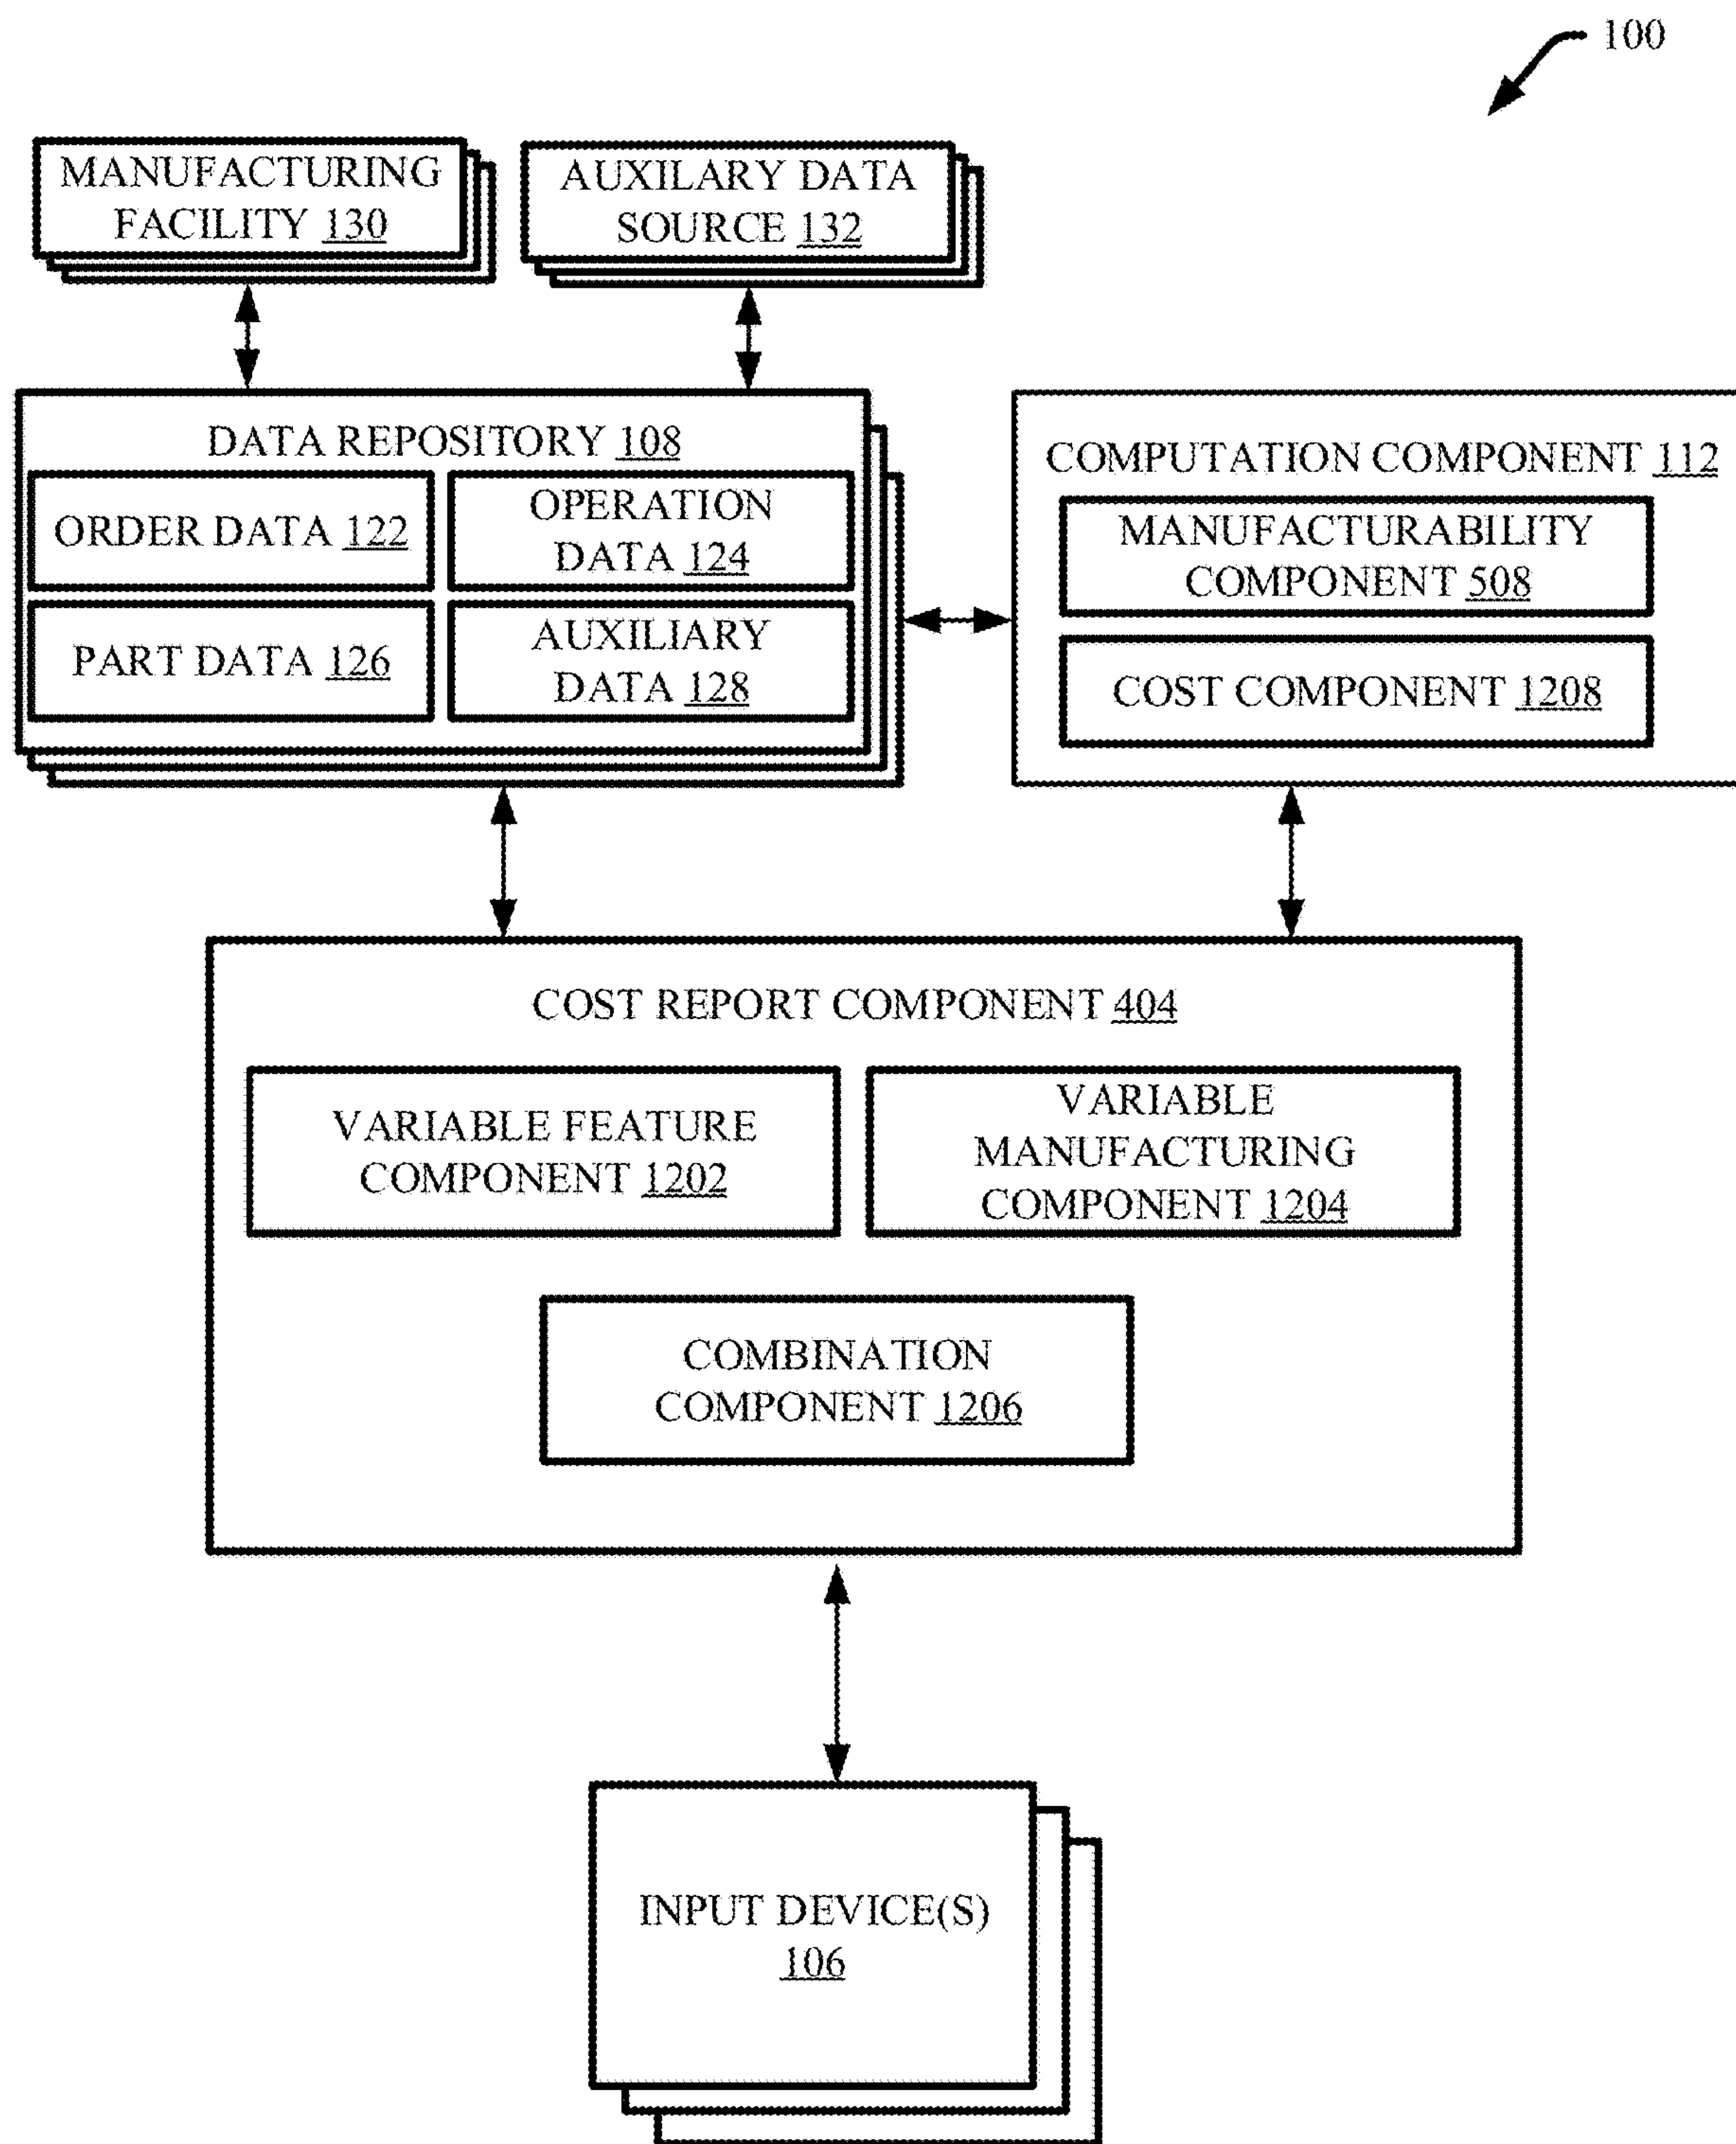 100
MANUFACTURING
FACILITY 130
AUXILARY DATA
SOURCE 132
DATA REPOSITORY 108
ORDER DATA 122
OPERATION
DATA 124
PART DATA 126
AUXILIARY
DATA 128
COMPUTATION COMPONENT 112
MANUFACTURABILITY
COMPONENT 508
COST COMPONENT 1208
COST REPORT COMPONENT 404
VARIABLE FEATURE
COMPONENT 1202
VARIABLE
MANUFACTURING
COMPONENT 1204
COMBINATION
COMPONENT 1206
INPUT DEVICE(S)
106